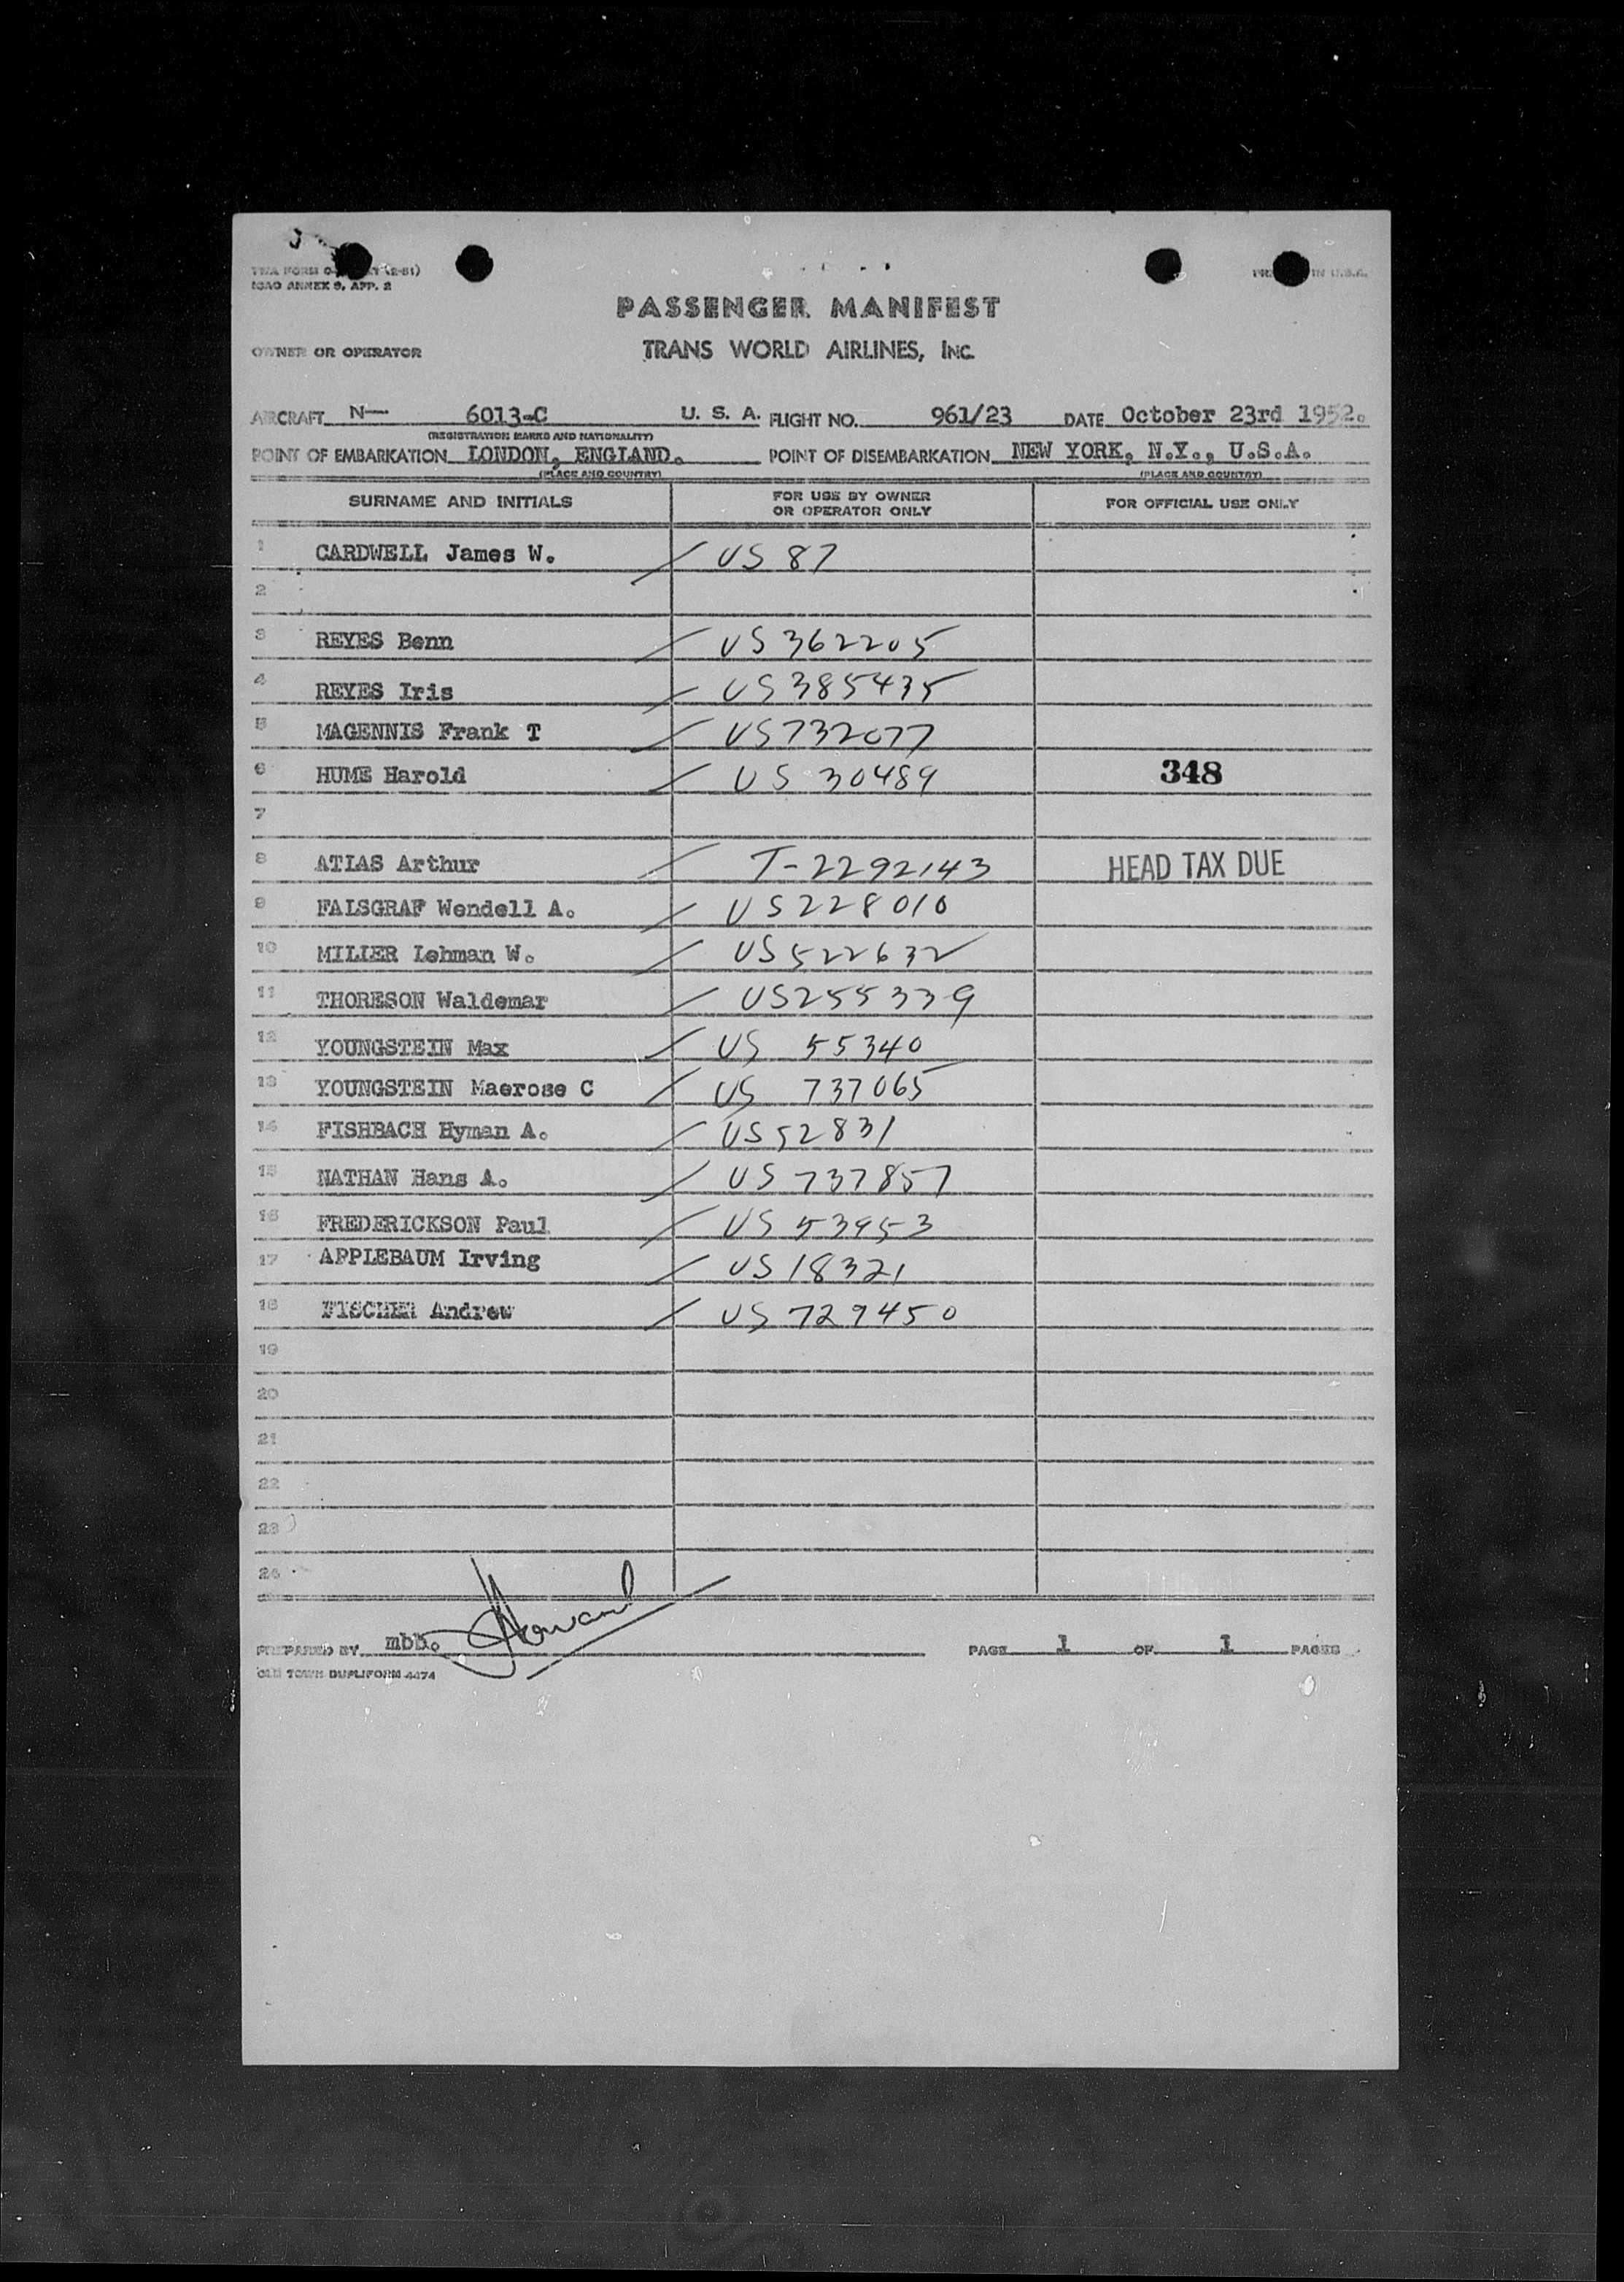 TWA FORM (2-51)
ICAO ANNEX 9, APP. 2
IN U.S.A.
PASSENGER MANIFEST
OWNER OR OPERATOR TRANS WORLD AIRLINES, INC.
AIRCRAFT N— 6013-C U. S. A. FLIGHT NO. 961/23 DATE October 23rd 1952.
(REGISTRATION MARKS AND NATIONALITY)
POINT OF EMBARKATION LONDON, ENGLAND. POINT OF DISEMBARKATION NEW YORK, N.Y., U.S.A.
(PLACE AND COUNTRY) (PLACE AND COUNTRY)
SURNAME AND INITIALS FOR USE BY OWNER OR OPERATOR ONLY FOR OFFICIAL USE ONLY
1 CARDWELL James W. / US 87
2
3 REYES Benn / US 362205
4 REYES Iris / US 385435
5 MAGENNIS Frank T / US 732077
6 HUME Harold / US 30489 348
7
8 ATIAS Arthur / T-2292143 HEAD TAX DUE
9 FALSGRAF Wendell A. / US 228010
10 MILLER Lehman W. / US 522632
11 THORESON Waldemar / US 255339
12 YOUNGSTEIN Max / US 55340
13 YOUNGSTEIN Maerose C / US 737065
14 FISHBACH Hyman A. / US 52831
15 NATHAN Hans A. / US 737857
16 FREDERICKSON Paul / US 53953
17 APPLEBAUM Irving / US 18321
18 FISCHER Andrew / US 729450
19
20
21
22
23
24
PREPARED BY mbb. Howard PAGE 1 OF 1 PAGES
OLD TOWN DUPLIFORM 4474